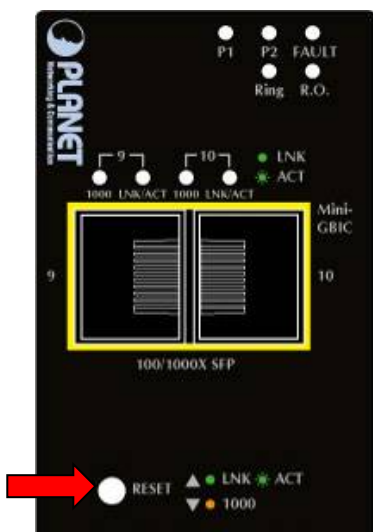 PLANET
Networking & Communication
P1 P2 FAULT
Ring R.O.
9 10 LNK
ACT
1000 LNK/ACT 1000 LNK/ACT
Mini-
GBIC
9 10
100/1000X SFP
RESET LNK ACT
1000